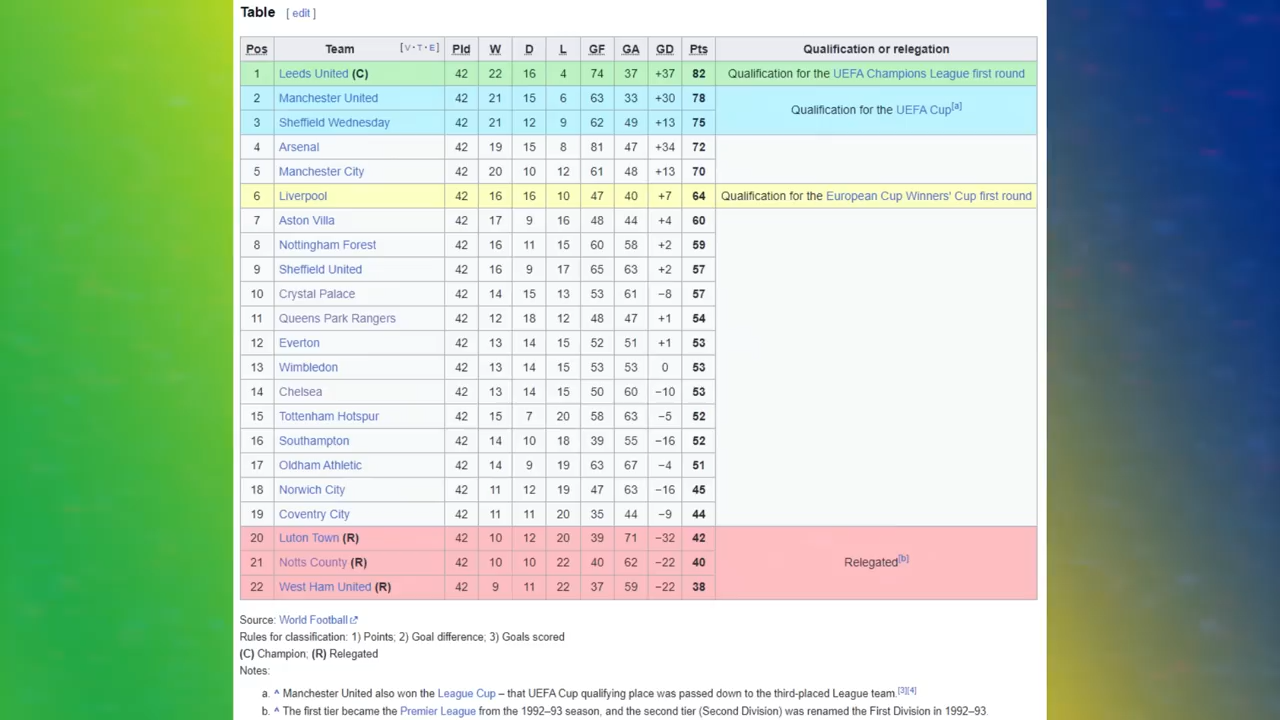 Table [ edit ]
Pos Team [V·T·E] Pld W D L GF GA GD Pts Qualification or relegation
1 Leeds United (C) 42 22 16 4 74 37 +37 82 Qualification for the UEFA Champions League first round
2 Manchester United 42 21 15 6 63 33 +30 78 Qualification for the UEFA Cup[a]
3 Sheffield Wednesday 42 21 12 9 62 49 +13 75
4 Arsenal 42 19 15 8 81 47 +34 72
5 Manchester City 42 20 10 12 61 48 +13 70
6 Liverpool 42 16 16 10 47 40 +7 64 Qualification for the European Cup Winners' Cup first round
7 Aston Villa 42 17 9 16 48 44 +4 60
8 Nottingham Forest 42 16 11 15 60 58 +2 59
9 Sheffield United 42 16 9 17 65 63 +2 57
10 Crystal Palace 42 14 15 13 53 61 −8 57
11 Queens Park Rangers 42 12 18 12 48 47 +1 54
12 Everton 42 13 14 15 52 51 +1 53
13 Wimbledon 42 13 14 15 53 53 0 53
14 Chelsea 42 13 14 15 50 60 −10 53
15 Tottenham Hotspur 42 15 7 20 58 63 −5 52
16 Southampton 42 14 10 18 39 55 −16 52
17 Oldham Athletic 42 14 9 19 63 67 −4 51
18 Norwich City 42 11 12 19 47 63 −16 45
19 Coventry City 42 11 11 20 35 44 −9 44
20 Luton Town (R) 42 10 12 20 39 71 −32 42
21 Notts County (R) 42 10 10 22 40 62 −22 40 Relegated[b]
22 West Ham United (R) 42 9 11 22 37 59 −22 38
Source: World Football
Rules for classification: 1) Points; 2) Goal difference; 3) Goals scored
(C) Champion; (R) Relegated
Notes:
a. ^ Manchester United also won the League Cup – that UEFA Cup qualifying place was passed down to the third-placed League team.[3][4]
b. ^ The first tier became the Premier League from the 1992–93 season, and the second tier (Second Division) was renamed the First Division in 1992–93.